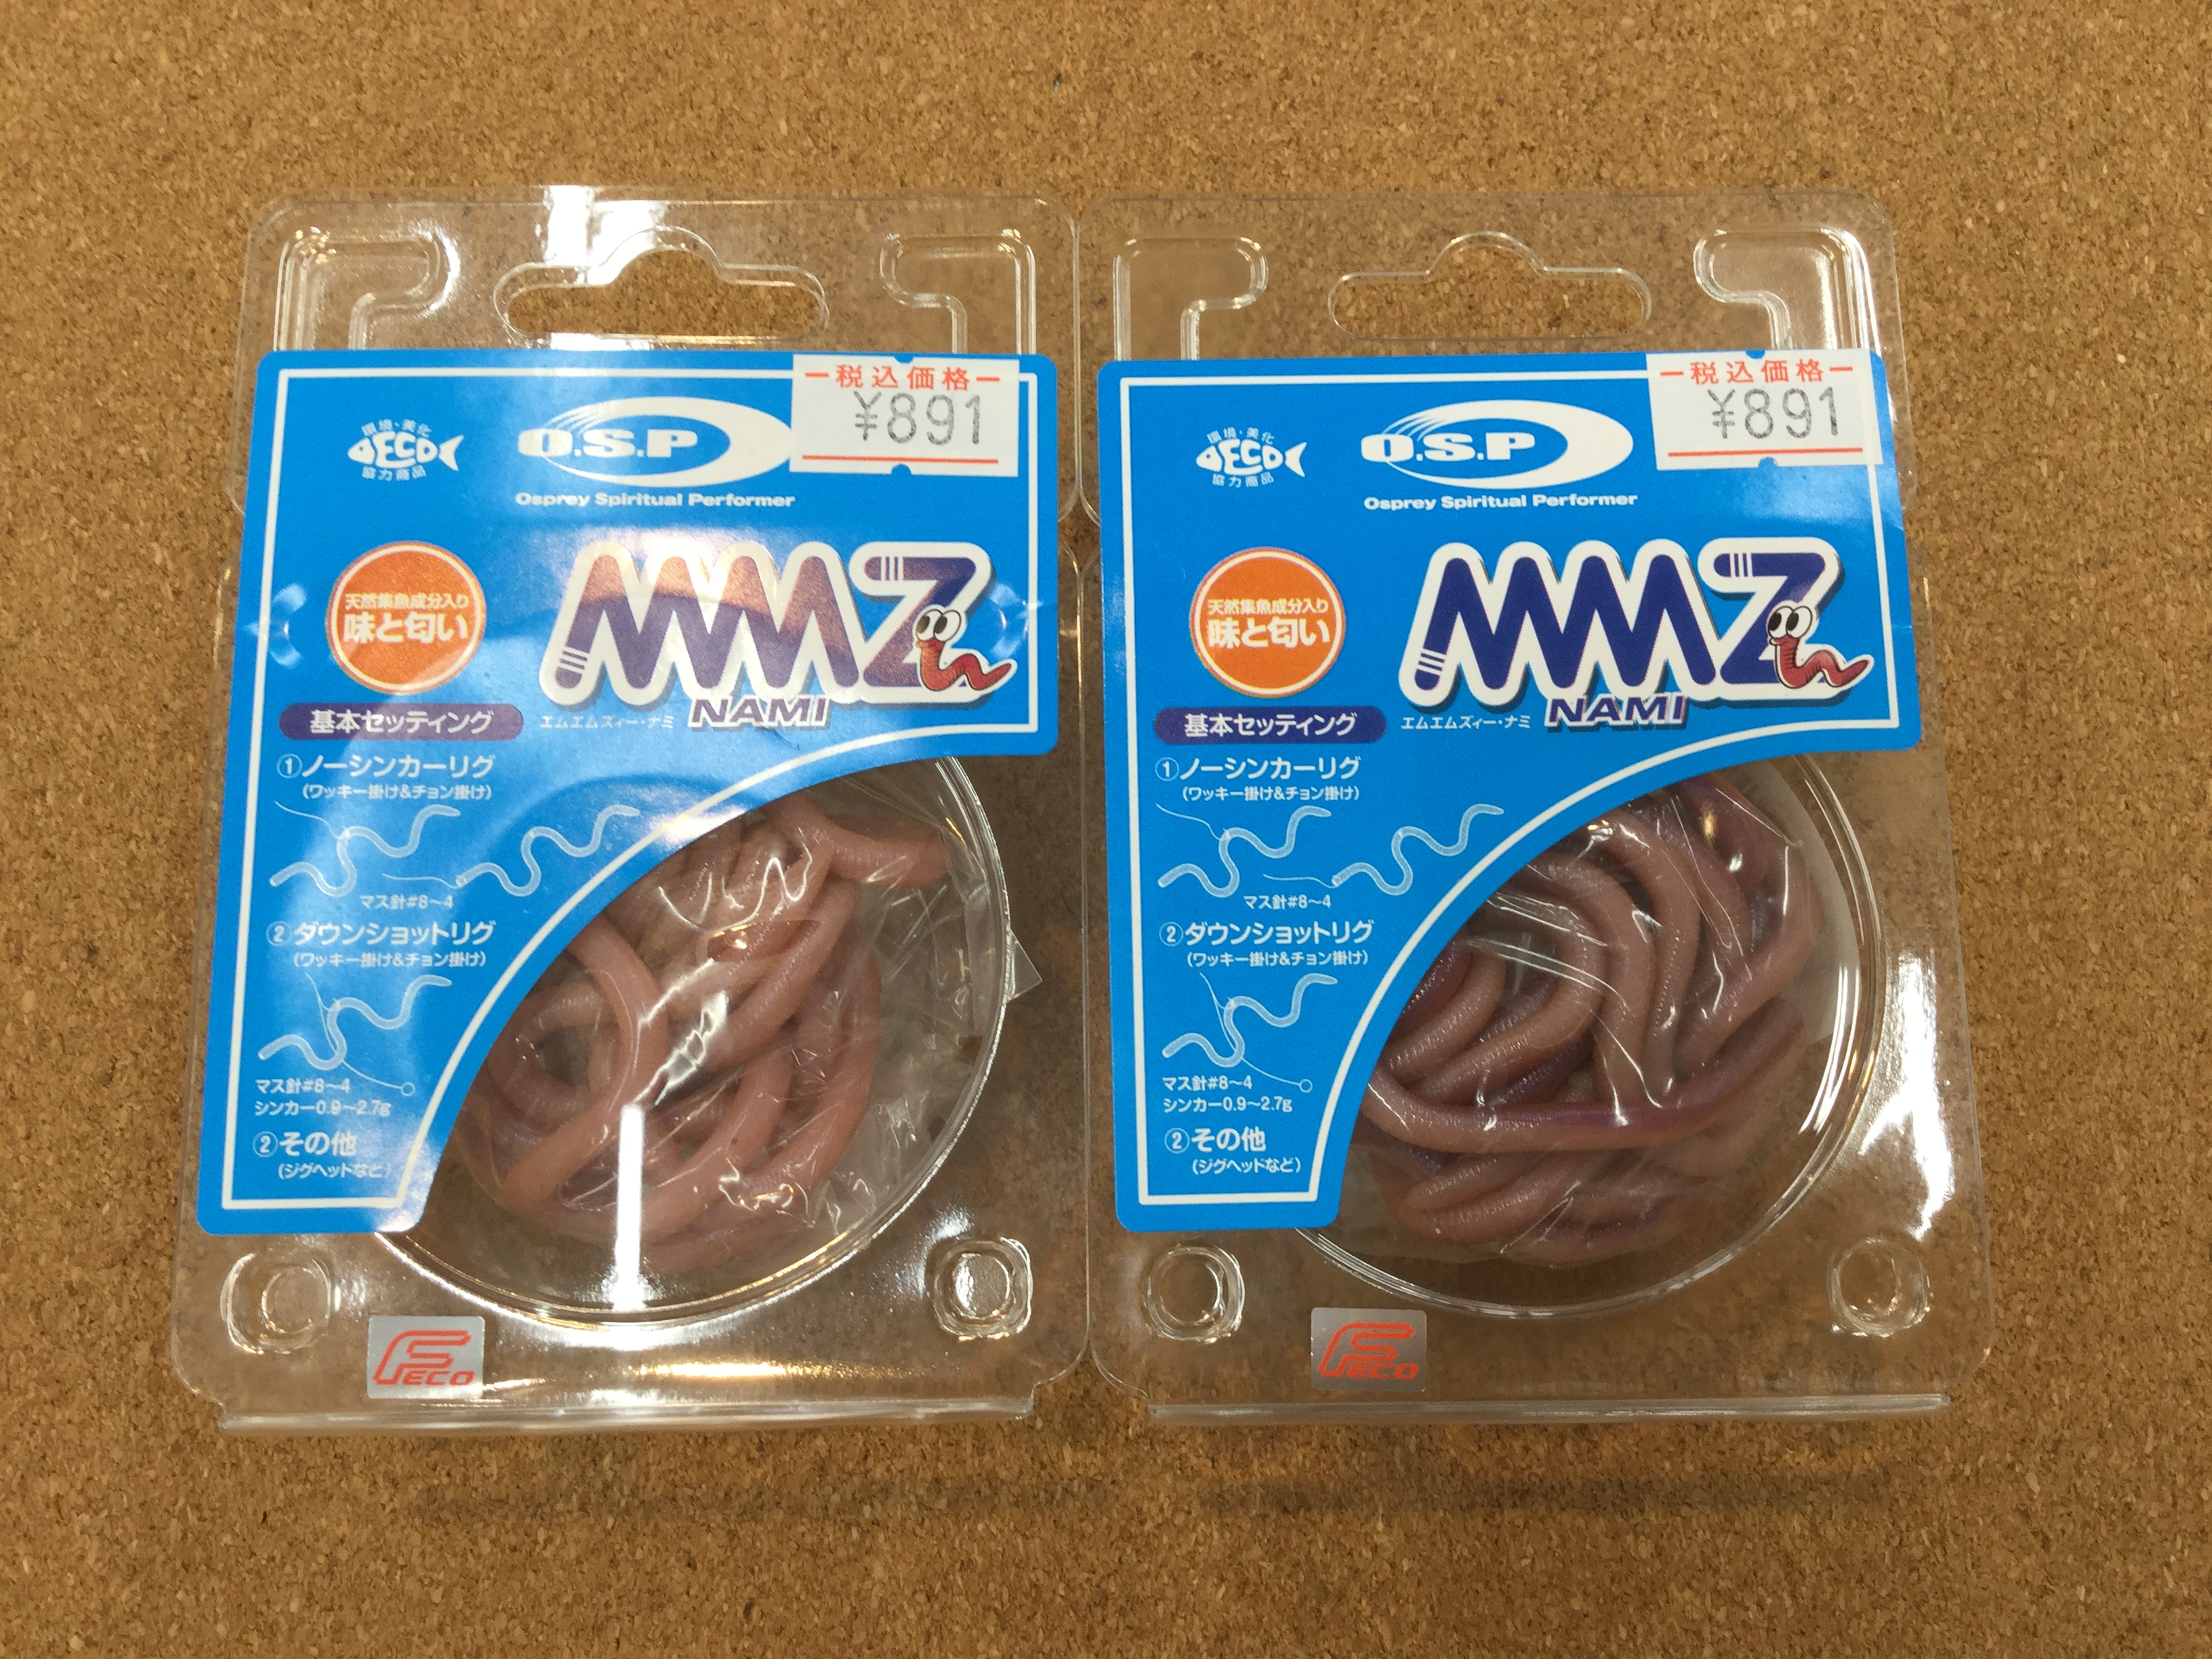 税込価格
¥891
環境・美化
ECO
協力商品
O.S.P
Osprey Spiritual Performer
天然集魚成分入り
味と匂い
MMZ
NAMI
エムエムズィー・ナミ
基本セッティング
①ノーシンカーリグ
(ワッキー掛け&チョン掛け)
マス針#8~4
②ダウンショットリグ
(ワッキー掛け&チョン掛け)
マス針#8~4
シンカー0.9~2.7g
②その他
(ジグヘッドなど)
FECO
税込価格
¥891
環境・美化
ECO
協力商品
O.S.P
Osprey Spiritual Performer
天然集魚成分入り
味と匂い
MMZ
NAMI
エムエムズィー・ナミ
基本セッティング
①ノーシンカーリグ
(ワッキー掛け&チョン掛け)
マス針#8~4
②ダウンショットリグ
(ワッキー掛け&チョン掛け)
マス針#8~4
シンカー0.9~2.7g
②その他
(ジグヘッドなど)
FECO